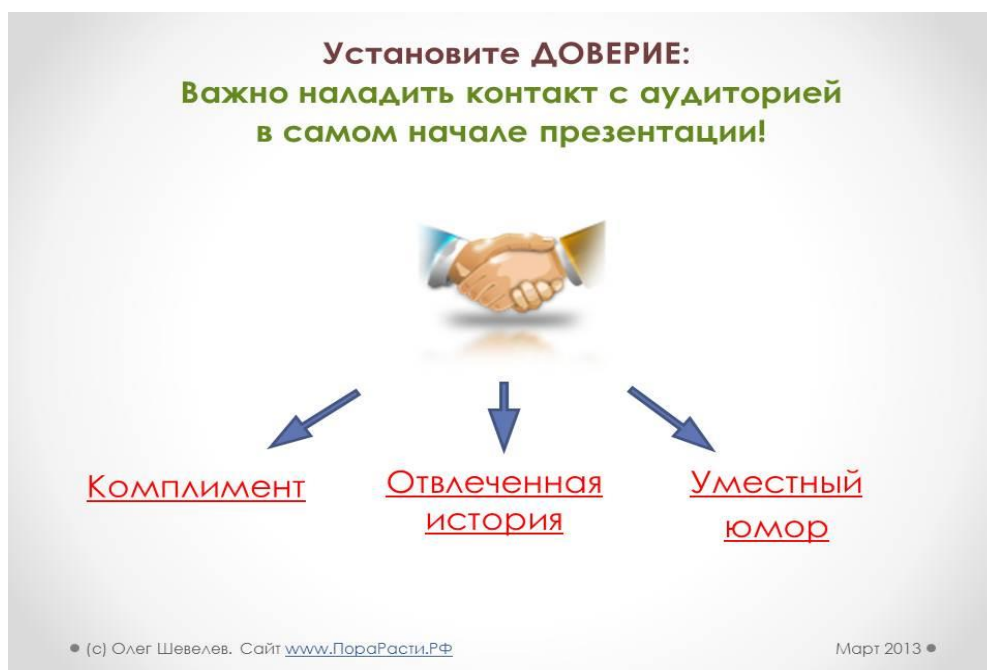 Установите ДОВЕРИЕ:
Важно наладить контакт с аудиторией
в самом начале презентации!
Комплимент
Отвлеченная
история
Уместный
юмор
(с) Олег Шевелев. Сайт www.ПораРасти.РФ
Март 2013